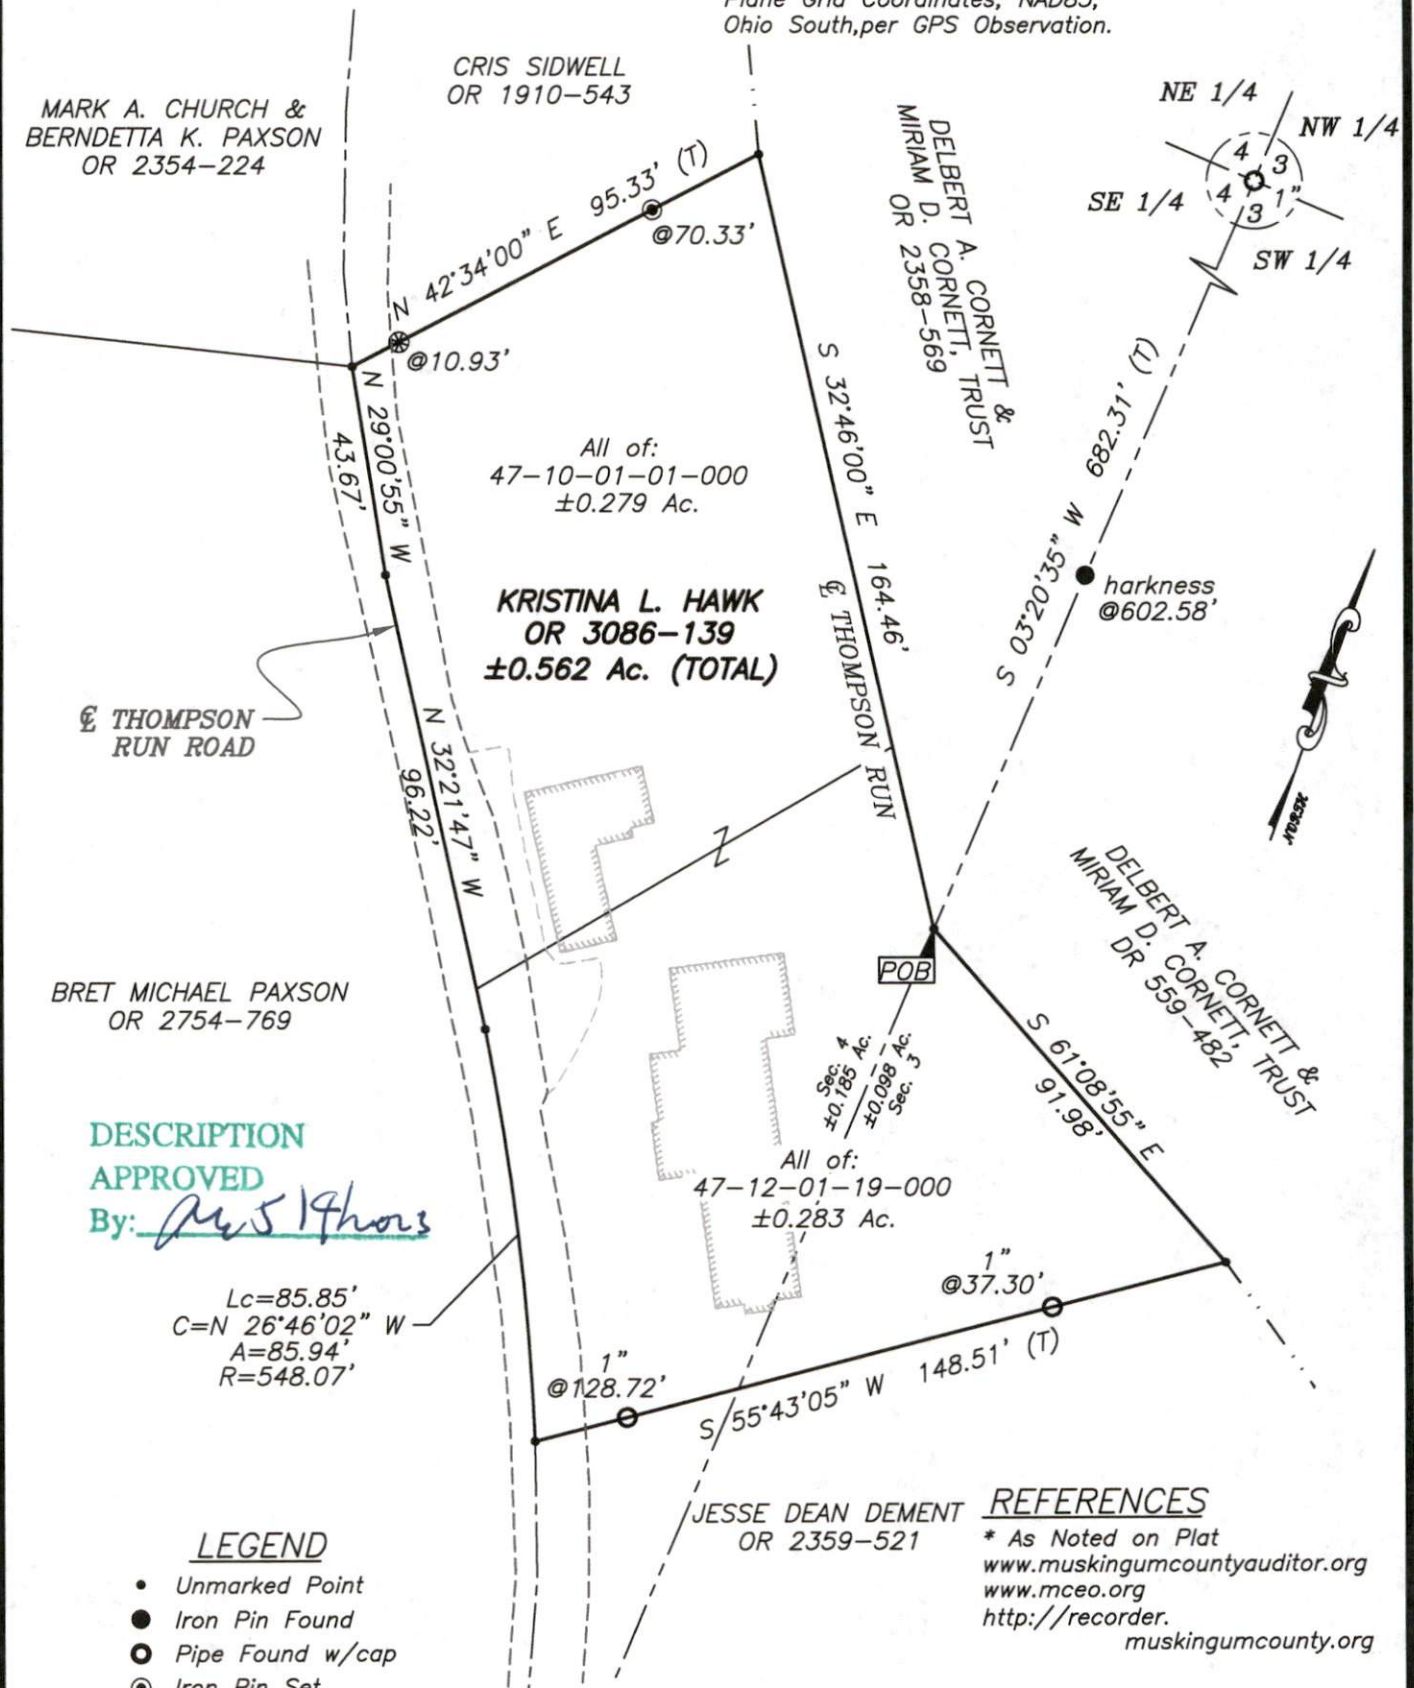 Plane Grid Coordinates, NAD83,
Ohio South,per GPS Observation.
CRIS SIDWELL
OR 1910-543
MARK A. CHURCH &
BERNDETTA K. PAXSON
OR 2354-224
NE 1/4
NW 1/4
SE 1/4
SW 1/4
4
3
4
3
1"
DELBERT A. CORNETT &
MIRIAM D. CORNETT, TRUST
OR 2358-569
N 42°34'00" E 95.33' (T)
@70.33'
@10.93'
N 29°00'55" W
43.67'
S 32°46'00" E 164.46'
℄ THOMPSON RUN
S 03°20'35" W 682.31' (T)
harkness
@602.58'
All of:
47-10-01-01-000
±0.279 Ac.
KRISTINA L. HAWK
OR 3086-139
±0.562 Ac. (TOTAL)
℄ THOMPSON
RUN ROAD
N 32°21'47" W
96.22'
Z
NORTH
DELBERT A. CORNETT &
MIRIAM D. CORNETT, TRUST
DR 559-482
POB
BRET MICHAEL PAXSON
OR 2754-769
S 61°08'55" E
91.98'
Sec. 4
±0.185 Ac.
±0.098 Ac.
Sec. 3
DESCRIPTION
APPROVED
By:
All of:
47-12-01-19-000
±0.283 Ac.
Lc=85.85'
C=N 26°46'02" W
A=85.94'
R=548.07'
1"
@37.30'
1"
@128.72'
S 55°43'05" W 148.51' (T)
JESSE DEAN DEMENT
OR 2359-521
REFERENCES
* As Noted on Plat
www.muskingumcountyauditor.org
www.mceo.org
http://recorder.
muskingumcounty.org
LEGEND
Unmarked Point
Iron Pin Found
Pipe Found w/cap
Iron Pin Set